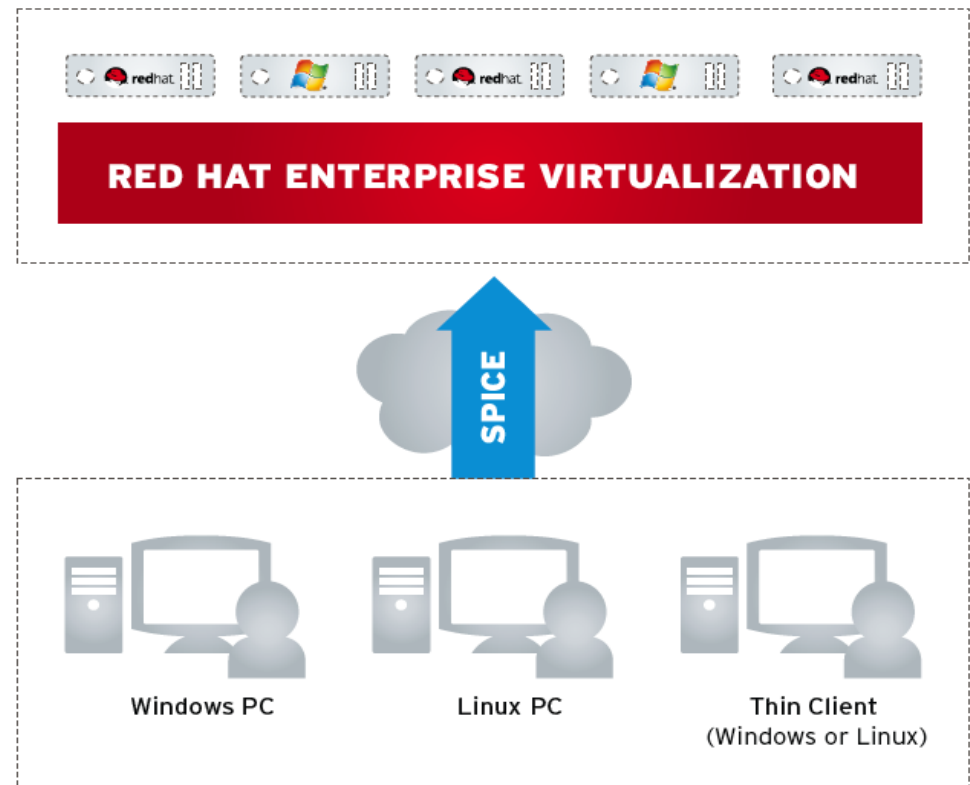 redhat.
redhat.
redhat.
RED HAT ENTERPRISE VIRTUALIZATION
SPICE
Windows PC
Linux PC
Thin Client
(Windows or Linux)